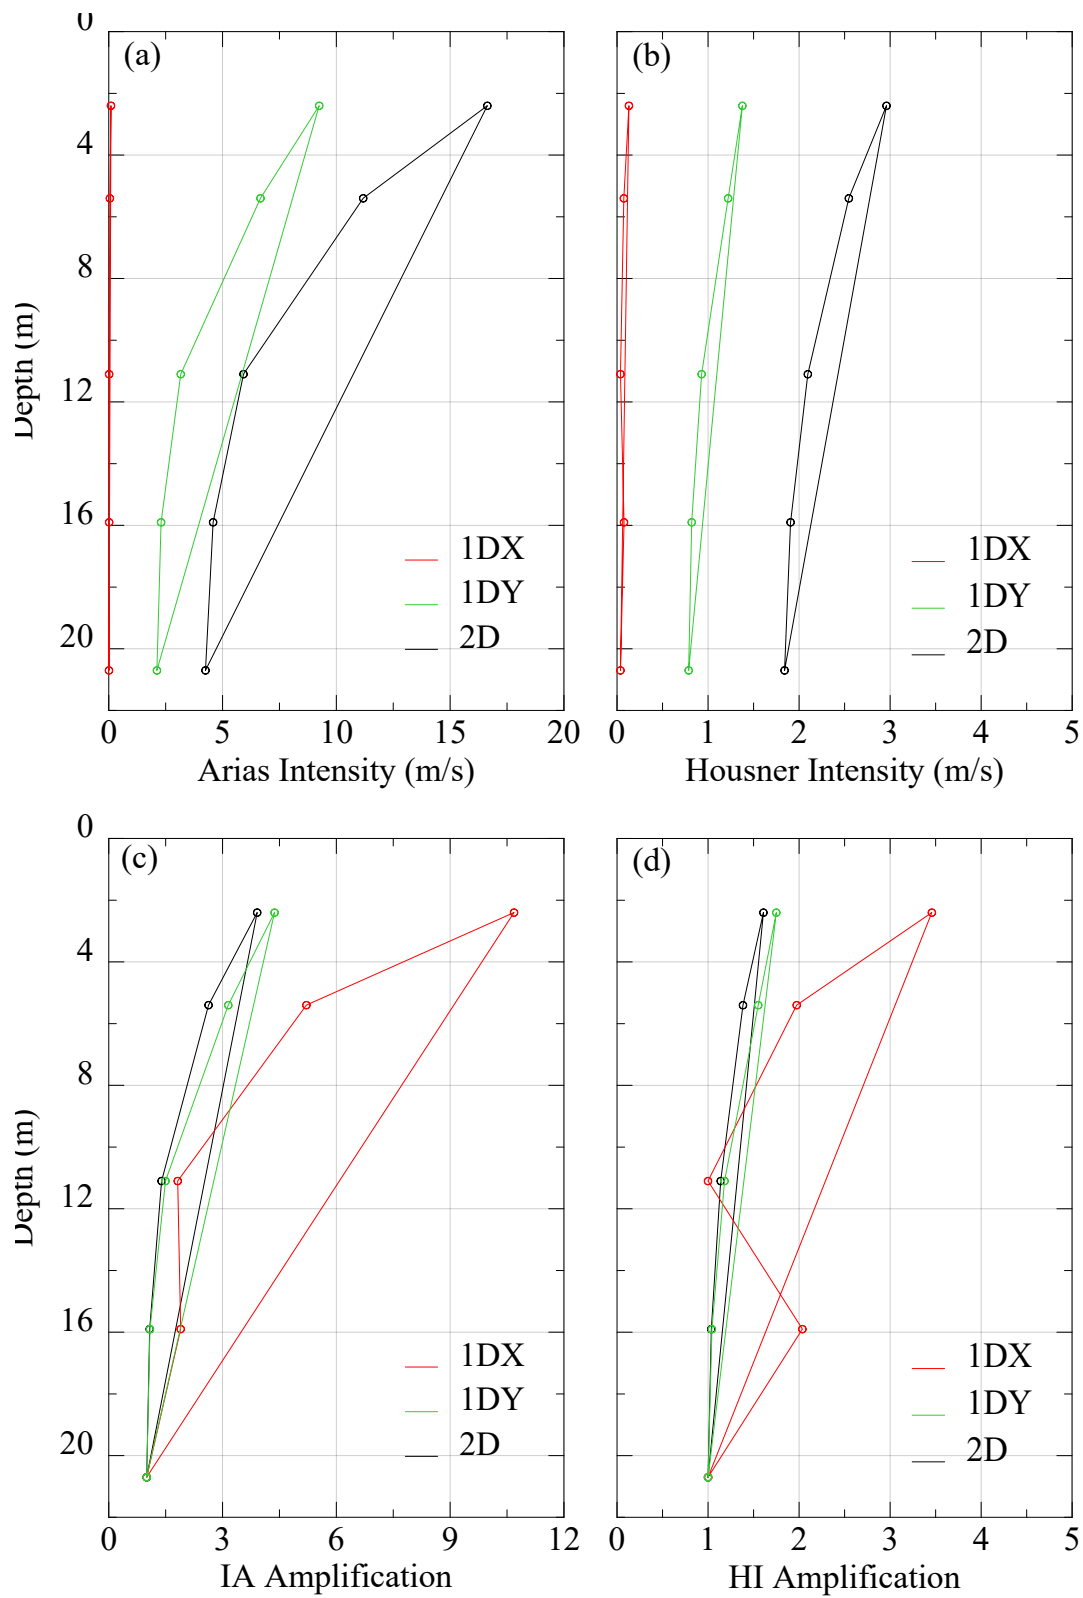 0
(a)
(b)
4
8
Depth (m)
12
16
1DX
1DY
2D
1DX
1DY
2D
20
0 5 10 15 20
0 1 2 3 4 5
Arias Intensity (m/s)
Housner Intensity (m/s)
0
(c)
(d)
4
8
Depth (m)
12
16
1DX
1DY
2D
1DX
1DY
2D
20
0 3 6 9 12
0 1 2 3 4 5
IA Amplification
HI Amplification